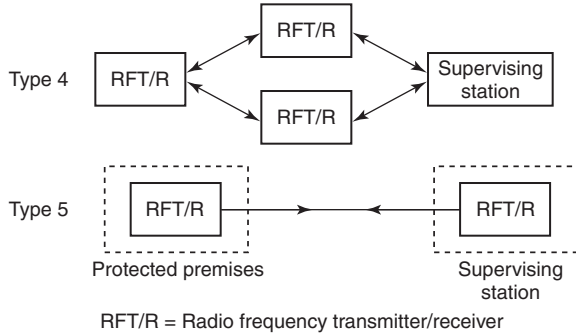 RFT/R
Type 4
RFT/R
Supervising
station
RFT/R
Type 5
RFT/R
RFT/R
Protected premises
Supervising
station
RFT/R = Radio frequency transmitter/receiver